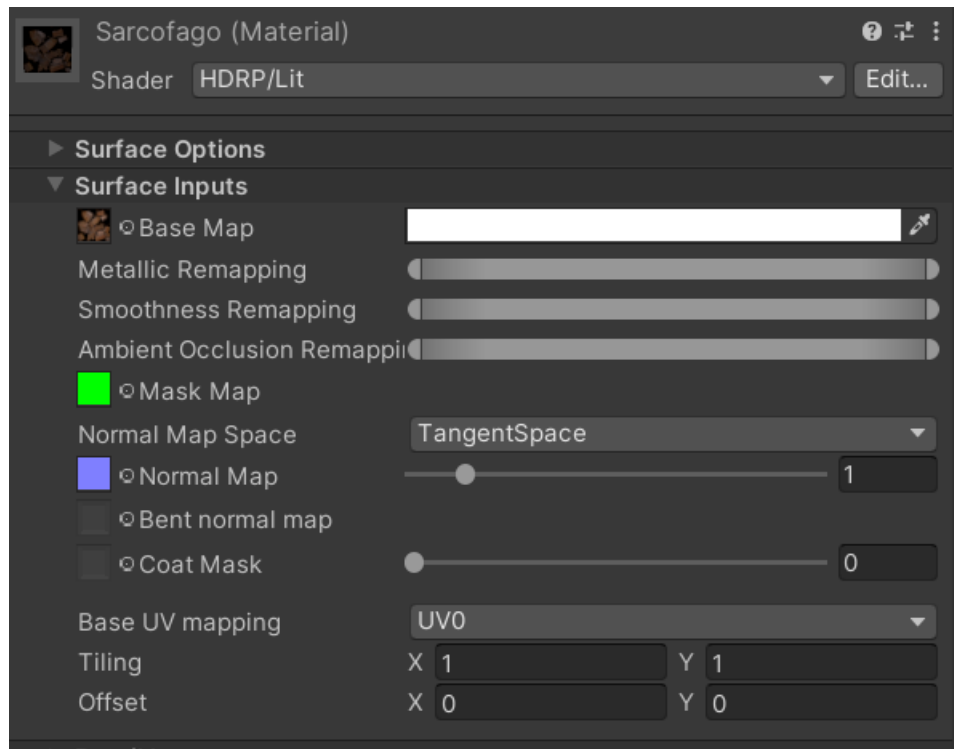 Sarcofago (Material)
Shader HDRP/Lit Edit...
Surface Options
Surface Inputs
Base Map
Metallic Remapping
Smoothness Remapping
Ambient Occlusion Remappi
Mask Map
Normal Map Space TangentSpace
Normal Map 1
Bent normal map
Coat Mask 0
Base UV mapping UV0
Tiling X 1 Y 1
Offset X 0 Y 0